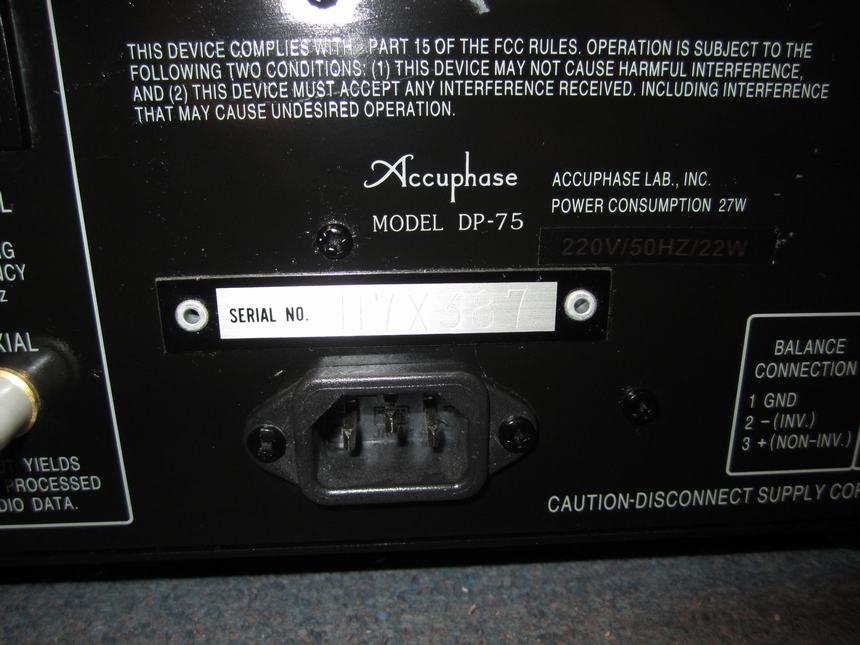 THIS DEVICE COMPLIES WITH PART 15 OF THE FCC RULES. OPERATION IS SUBJECT TO THE
FOLLOWING TWO CONDITIONS: (1) THIS DEVICE MAY NOT CAUSE HARMFUL INTERFERENCE,
AND (2) THIS DEVICE MUST ACCEPT ANY INTERFERENCE RECEIVED. INCLUDING INTERFERENCE
THAT MAY CAUSE UNDESIRED OPERATION.
Accuphase
MODEL DP-75
ACCUPHASE LAB., INC.
POWER CONSUMPTION 27W
220V/50HZ/22W
SERIAL NO. II7X387
BALANCE
CONNECTION
1 GND
2 -(INV.)
3 +(NON-INV.)
CAUTION-DISCONNECT SUPPLY COR
L
G
CY
z
XIAL
YIELDS
PROCESSED
DIO DATA.